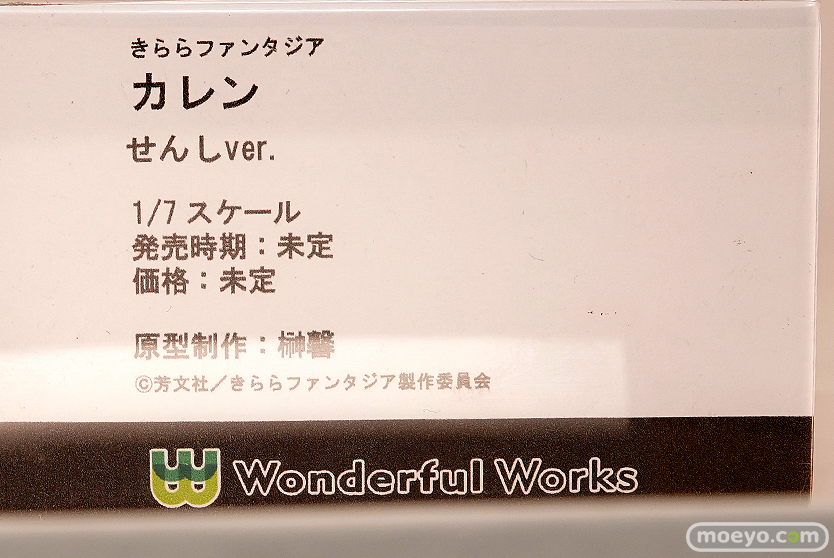 きららファンタジア
カレン
せんしver.
1/7 スケール
発売時期：未定
価格：未定
原型制作：榊馨
©芳文社／きららファンタジア製作委員会
W Wonderful Works
moeyo.com